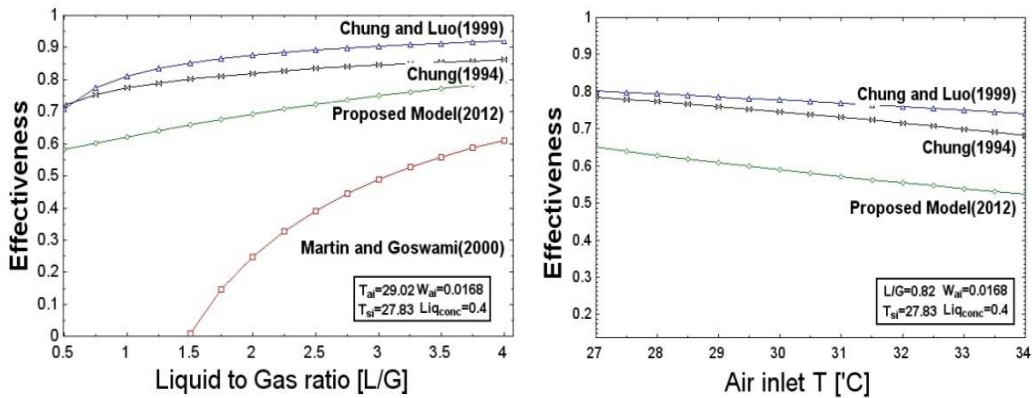 Effectiveness
1
0.9
0.8
0.7
0.6
0.5
0.4
0.3
0.2
0.1
0
Chung and Luo(1999)
Chung(1994)
Proposed Model(2012)
Martin and Goswami(2000)
Tai=29.02 Wai=0.0168
Tsi=27.83 Liqconc=0.4
0.5 1 1.5 2 2.5 3 3.5 4
Liquid to Gas ratio [L/G]
Effectiveness
1
0.9
0.8
0.7
0.6
0.5
0.4
0.3
0.2
Chung and Luo(1999)
Chung(1994)
Proposed Model(2012)
L/G=0.82 Wai=0.0168
Tsi=27.83 Liqconc=0.4
27 28 29 30 31 32 33 34
Air inlet T ['C]